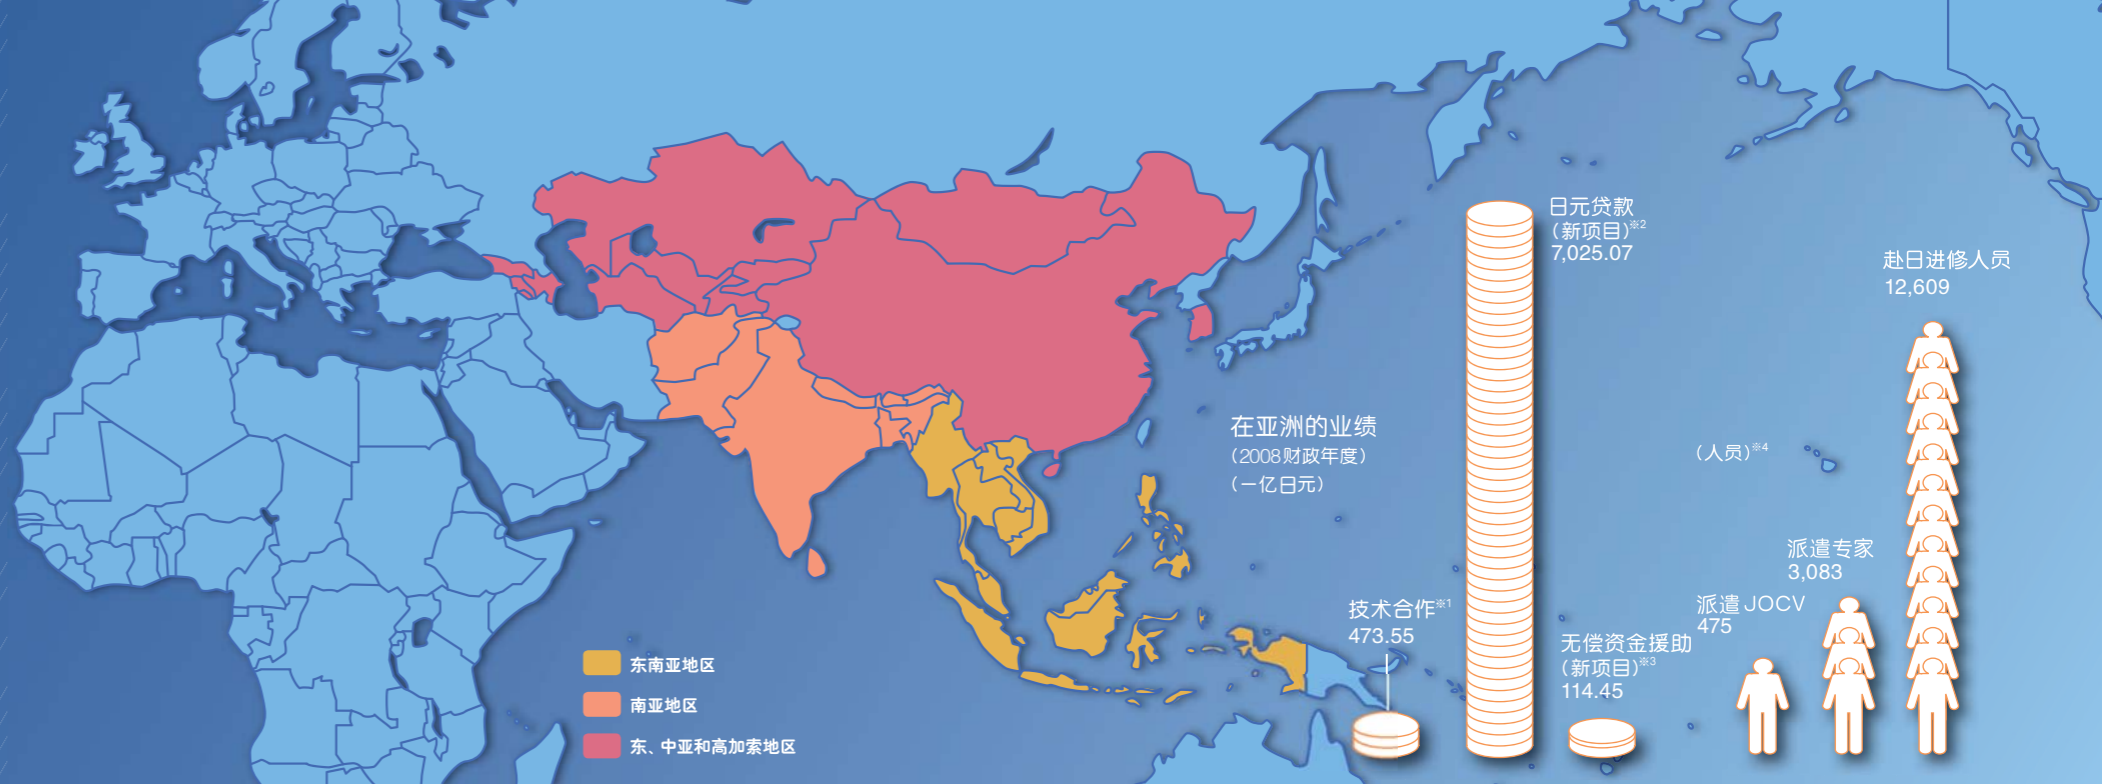 东南亚地区
南亚地区
东、中亚和高加索地区
在亚洲的业绩
（2008财政年度）
（一亿日元）
技术合作※1
473.55
日元贷款
（新项目）※2
7,025.07
无偿资金援助
（新项目）※3
114.45
（人员）※4
派遣JOCV
475
派遣专家
3,083
赴日进修人员
12,609